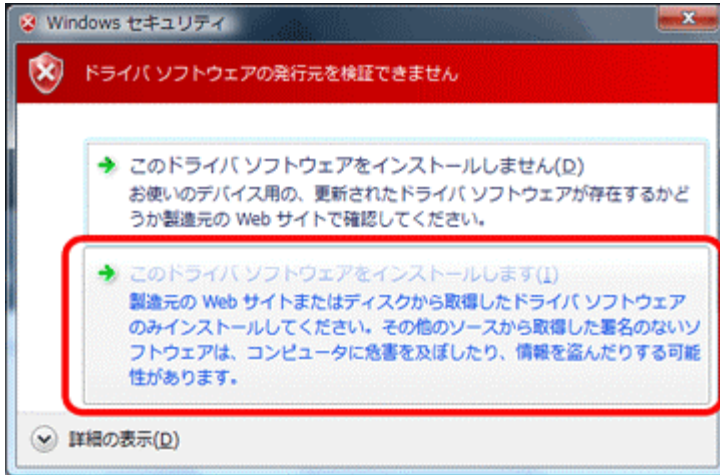 Windows セキュリティ
ドライバ ソフトウェアの発行元を検証できません
このドライバ ソフトウェアをインストールしません(D)
お使いのデバイス用の、更新されたドライバ ソフトウェアが存在するかど
うか製造元の Web サイトで確認してください。
このドライバ ソフトウェアをインストールします(I)
製造元の Web サイトまたはディスクから取得したドライバ ソフトウェア
のみインストールしてください。その他のソースから取得した署名のないソ
フトウェアは、コンピュータに危害を及ぼしたり、情報を盗んだりする可能
性があります。
詳細の表示(D)